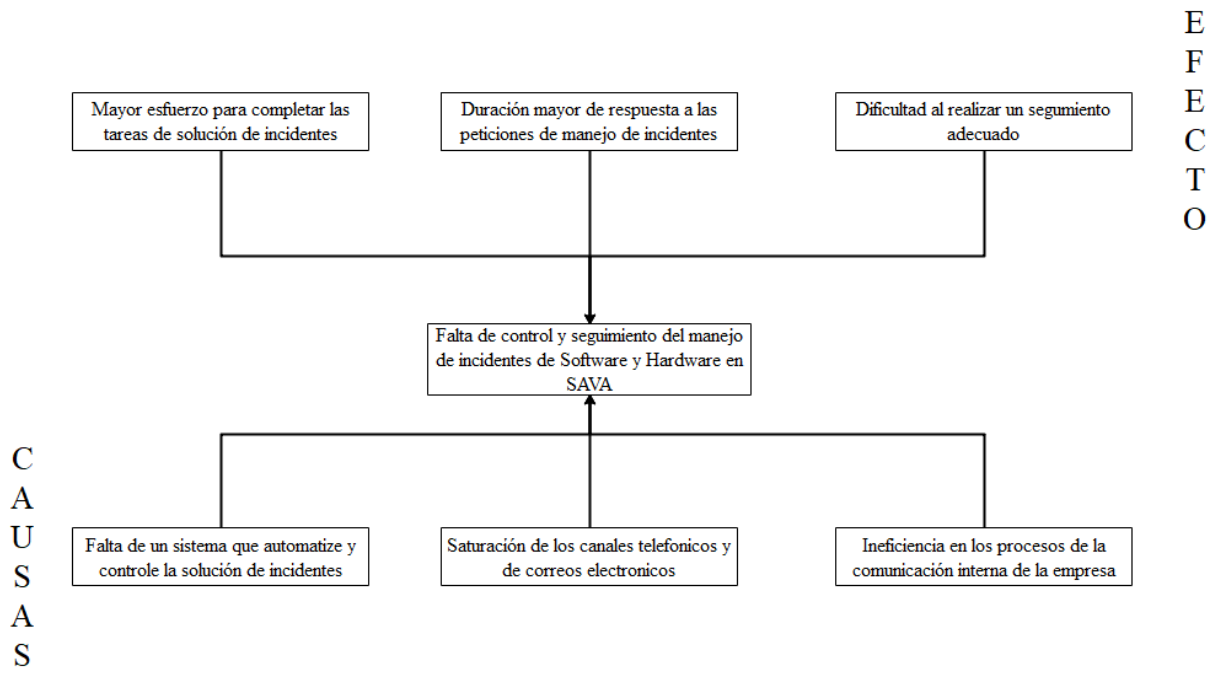 EFECTO
Mayor esfuerzo para completar las
tareas de solución de incidentes
Duración mayor de respuesta a las
peticiones de manejo de incidentes
Dificultad al realizar un segumiento
adecuado
Falta de control y seguimiento del manejo
de incidentes de Software y Hardware en
SAVA
CAUSAS
Falta de un sistema que automatize y
controle la solución de incidentes
Saturación de los canales telefonicos y
de correos electronicos
Ineficiencia en los procesos de la
comunicación interna de la empresa